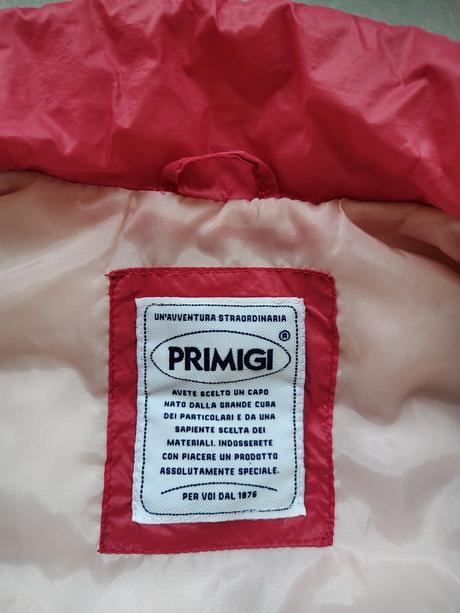 UN'AVVENTURA STRAORDINARIA
PRIMIGI ®
AVETE SCELTO UN CAPO
NATO DALLA GRANDE CURA
DEI PARTICOLARI E DA UNA
SAPIENTE SCELTA DEI
MATERIALI. INDOSSERETE
CON PIACERE UN PRODOTTO
ASSOLUTAMENTE SPECIALE.
PER VOI DAL 1976